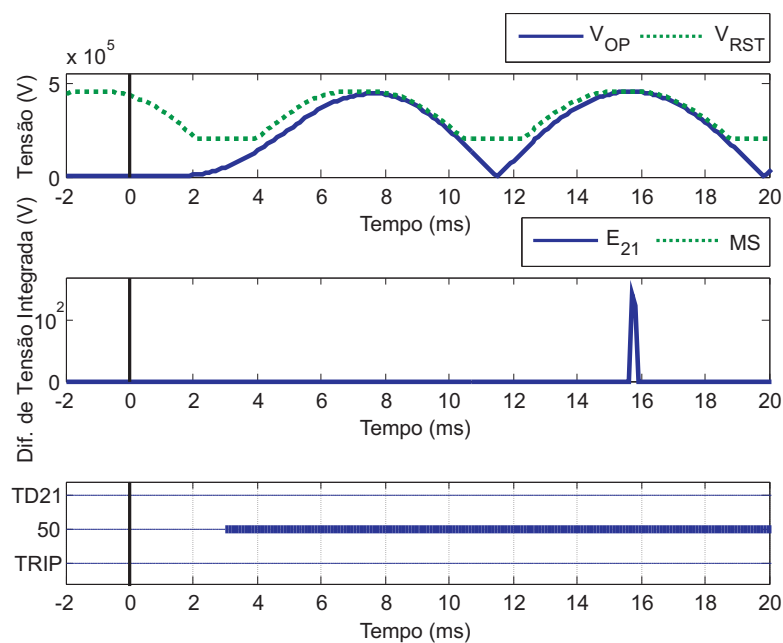 V_OP V_RST
x 10^5
Tensão (V)
5
0
-2 0 2 4 6 8 10 12 14 16 18 20
Tempo (ms)
E_21 MS
Dif. de Tensão Integrada (V)
10^2
0
-2 0 2 4 6 8 10 12 14 16 18 20
Tempo (ms)
TD21
50
TRIP
-2 0 2 4 6 8 10 12 14 16 18 20
Tempo (ms)